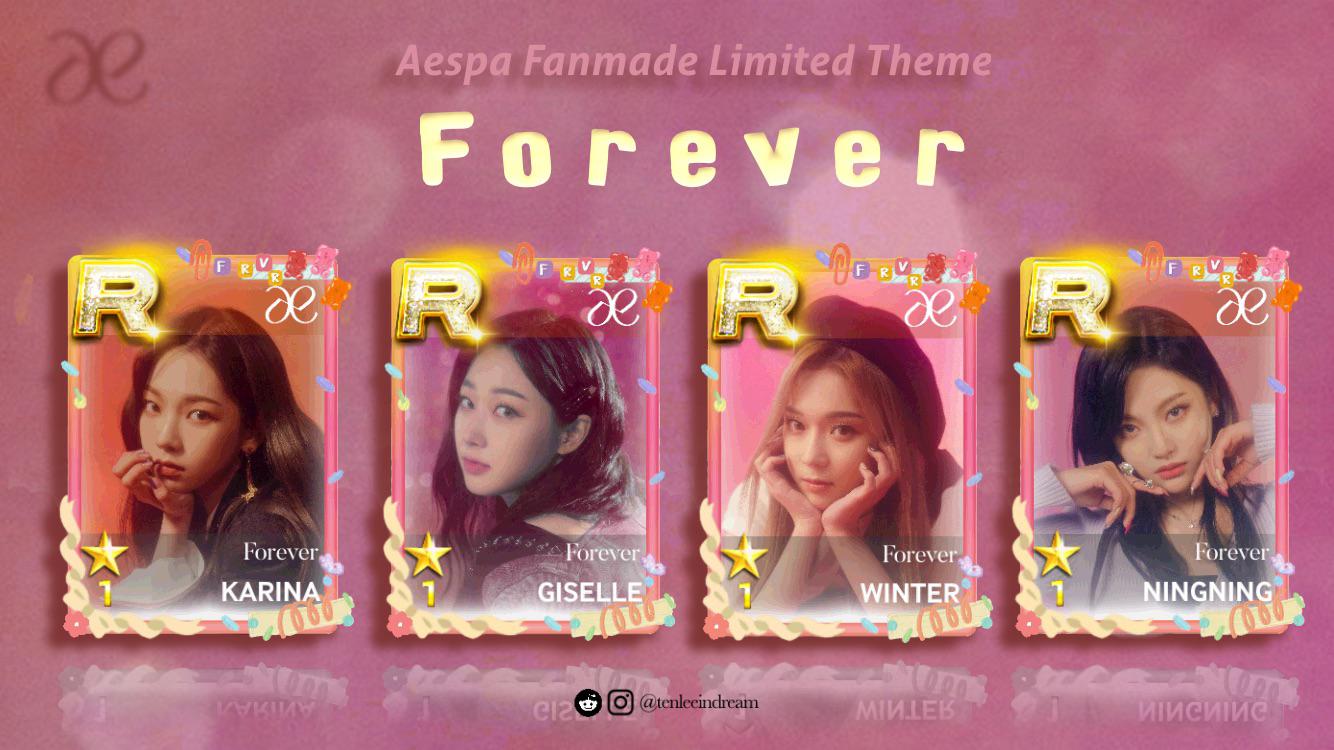 æ
Aespa Fanmade Limited Theme
Forever
R
F R V R
æ
Forever
1
KARINA
R
F R V R
æ
Forever
1
GISELLE
R
F R V R
æ
Forever
1
WINTER
R
F R V R
æ
Forever
1
NINGNING
@tenleeindream